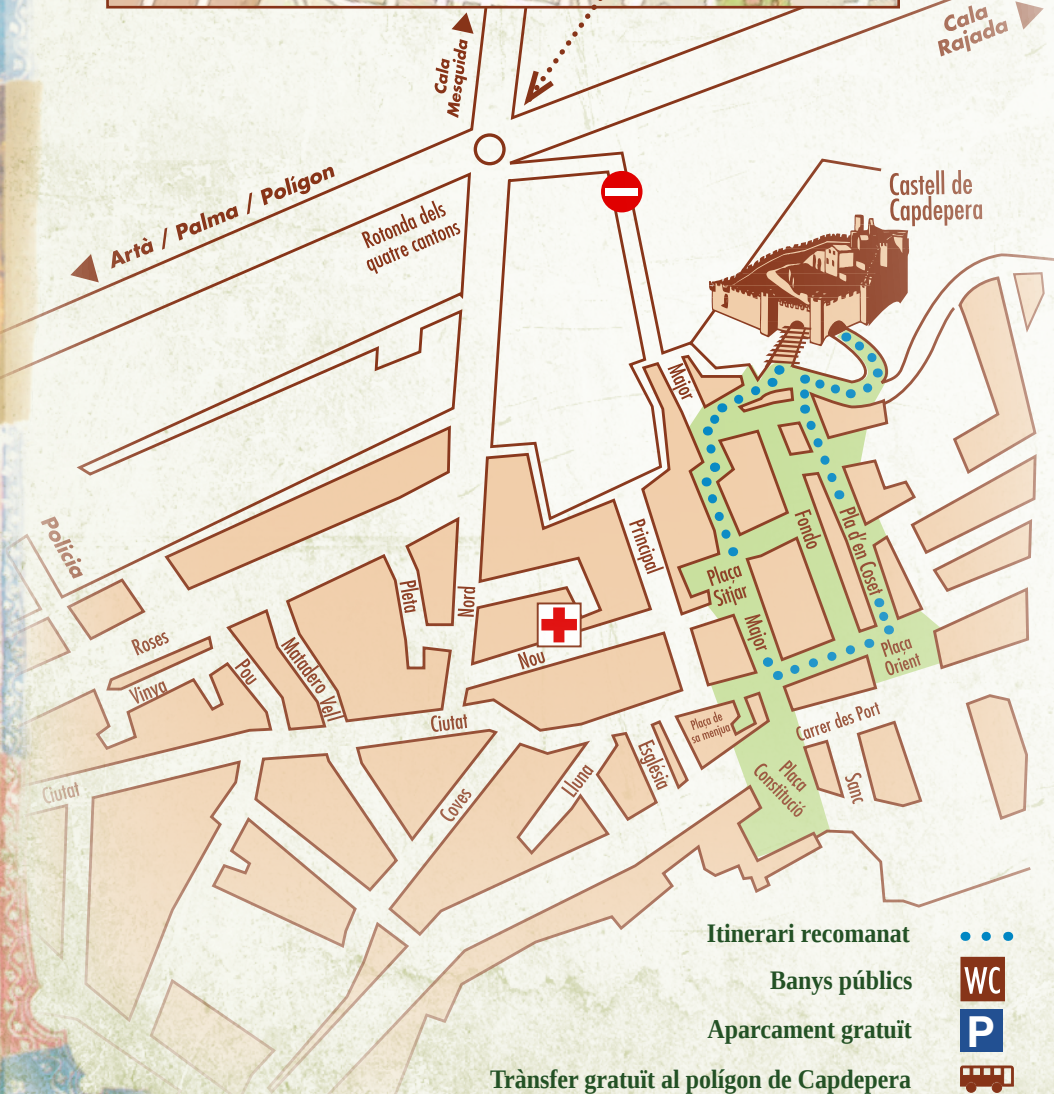 Cala
Mesquida
Cala
Rajada
Artà / Palma / Polígon
Rotonda dels
quatre cantons
Castell de
Capdepera
Major
Policia
Principal
Fondo
Pla d'en Coset
Pleta
Nord
Plaça
Sitjar
Major
Roses
Vinya
Pou
Matadero Vell
Nou
Plaça
Orient
Ciutat
Plaça de
sa menjua
Carrer des Port
Església
Lluna
Coves
Ciutat
Plaça
Constitució
Sanc
Itinerari recomanat
Banys públics
WC
Aparcament gratuït
P
Trànsfer gratuït al polígon de Capdepera